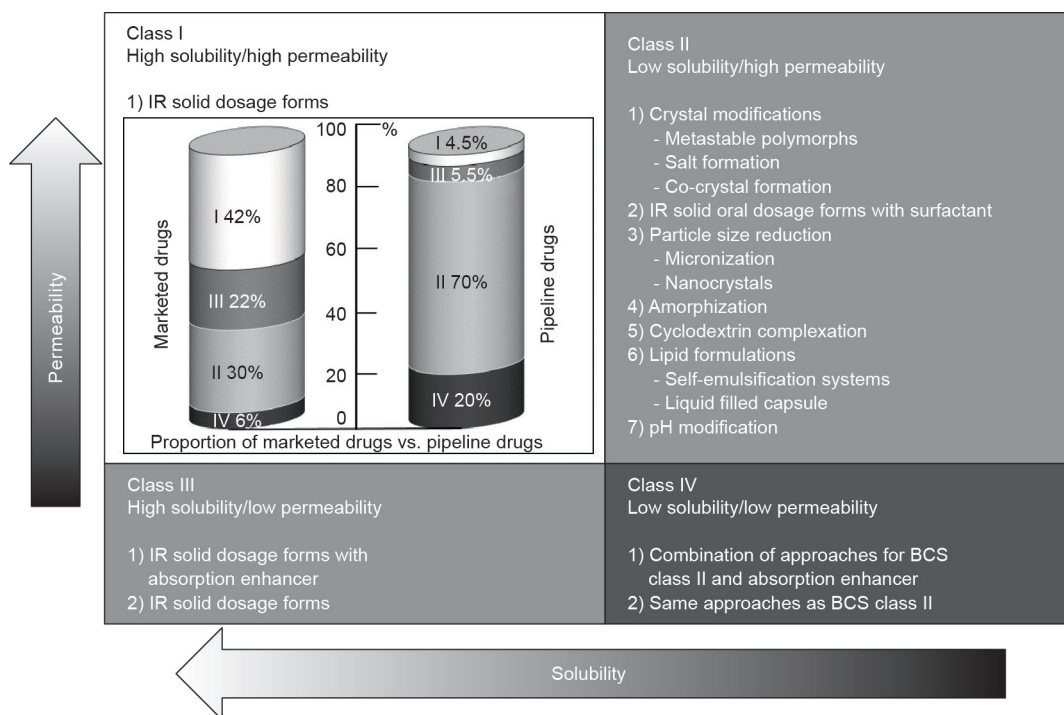 Class I
High solubility/high permeability
1) IR solid dosage forms
100 %
80
60
40
20
0
Marketed drugs
I 42%
III 22%
II 30%
IV 6%
Pipeline drugs
I 4.5%
III 5.5%
II 70%
IV 20%
Proportion of marketed drugs vs. pipeline drugs
Class II
Low solubility/high permeability
1) Crystal modifications
- Metastable polymorphs
- Salt formation
- Co-crystal formation
2) IR solid oral dosage forms with surfactant
3) Particle size reduction
- Micronization
- Nanocrystals
4) Amorphization
5) Cyclodextrin complexation
6) Lipid formulations
- Self-emulsification systems
- Liquid filled capsule
7) pH modification
Class III
High solubility/low permeability
1) IR solid dosage forms with
absorption enhancer
2) IR solid dosage forms
Class IV
Low solubility/low permeability
1) Combination of approaches for BCS
class II and absorption enhancer
2) Same approaches as BCS class II
Permeability
Solubility